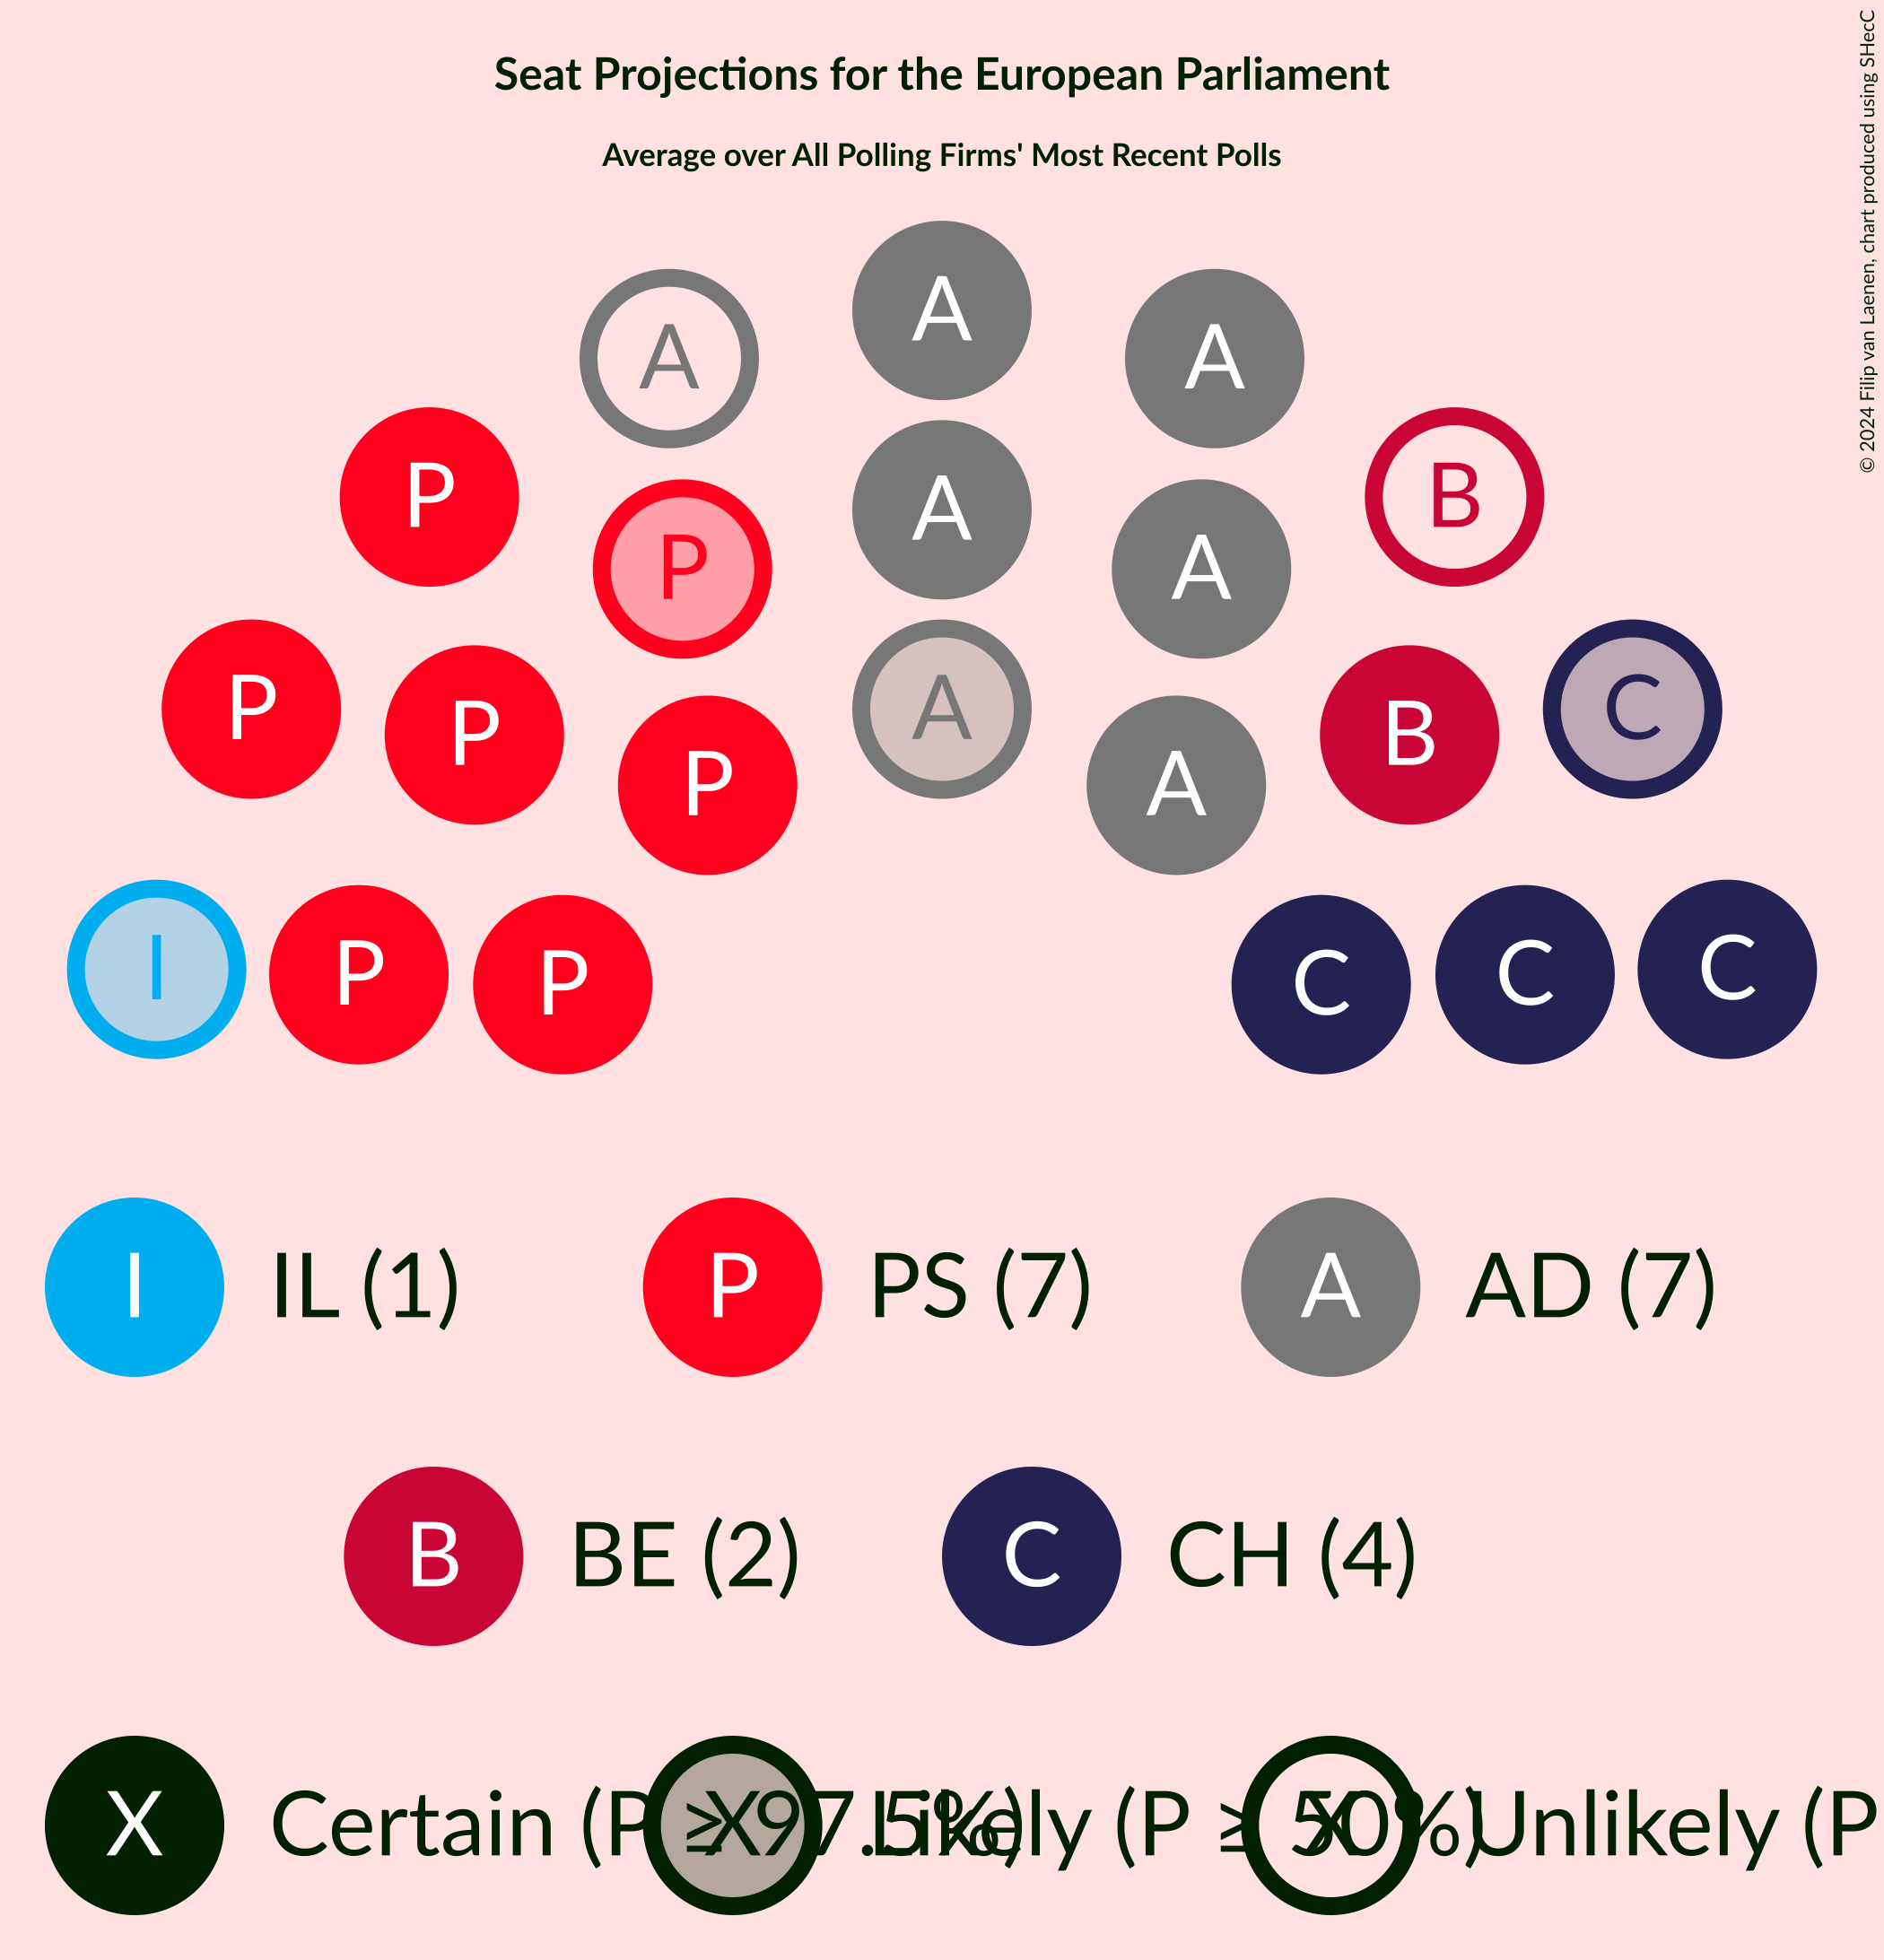 Seat Projections for the European Parliament
Average over All Polling Firms' Most Recent Polls
© 2024 Filip van Laenen, chart produced using SHecC
A
A A
P B
A
P A
P A C
P B
P A
I P P C C C
I IL (1) P PS (7) A AD (7)
B BE (2) C CH (4)
X Certain (P ≥ 97.5%) X Likely (P ≥ 50%) X Unlikely (P